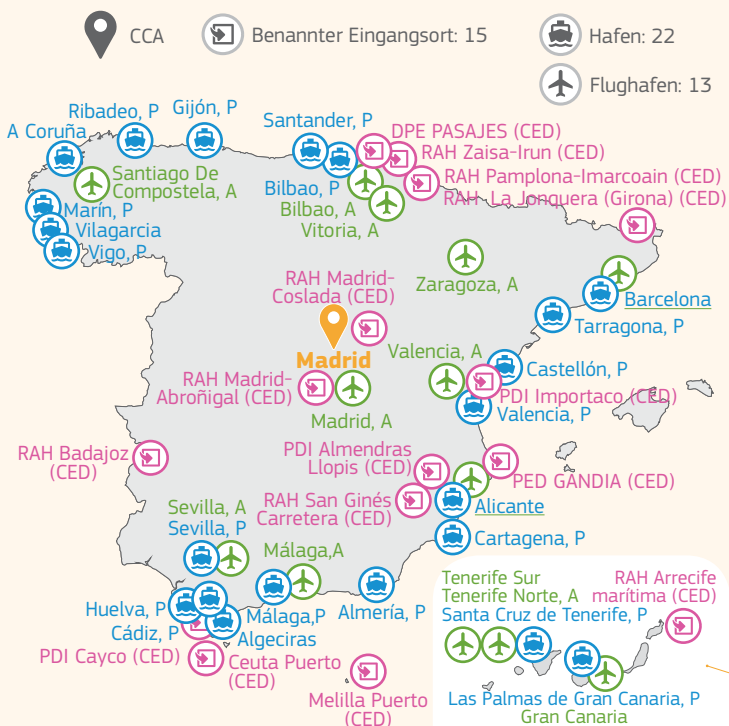 CCA
Benannter Eingangsort: 15
Hafen: 22
Flughafen: 13
Ribadeo, P
Gijón, P
A Coruña
Santander, P
DPE PASAJES (CED)
RAH Zaisa-Irun (CED)
RAH Pamplona-Imarcoain (CED)
RAH La Jonquera (Girona) (CED)
Santiago De
Compostela, A
Bilbao, P
Bilbao, A
Vitoria, A
Marín, P
Vilagarcia
Vigo, P
Zaragoza, A
RAH Madrid-
Coslada (CED)
Barcelona
Tarragona, P
Madrid
Valencia, A
Castellón, P
RAH Madrid-
Abroñigal (CED)
PDI Importaco (CED)
Valencia, P
Madrid, A
RAH Badajoz
(CED)
PDI Almendras
Llopis (CED)
PED GANDIA (CED)
RAH San Ginés
Carretera (CED)
Alicante
Sevilla, A
Sevilla, P
Cartagena, P
Málaga,A
Huelva, P
Cádiz, P
Málaga,P
Algeciras
Almería, P
PDI Cayco (CED)
Ceuta Puerto
(CED)
Melilla Puerto
(CED)
Tenerife Sur
Tenerife Norte, A
Santa Cruz de Tenerife, P
RAH Arrecife
marítima (CED)
Las Palmas de Gran Canaria, P
Gran Canaria